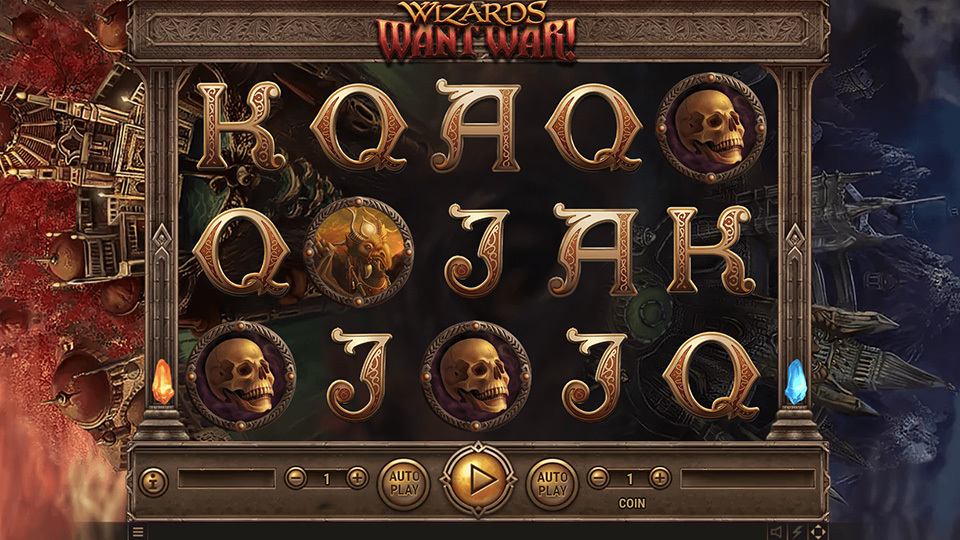 WIZARDS
WANT WAR!
K Q A Q
Q J A K
J J Q
1 AUTO PLAY AUTO PLAY 1
COIN